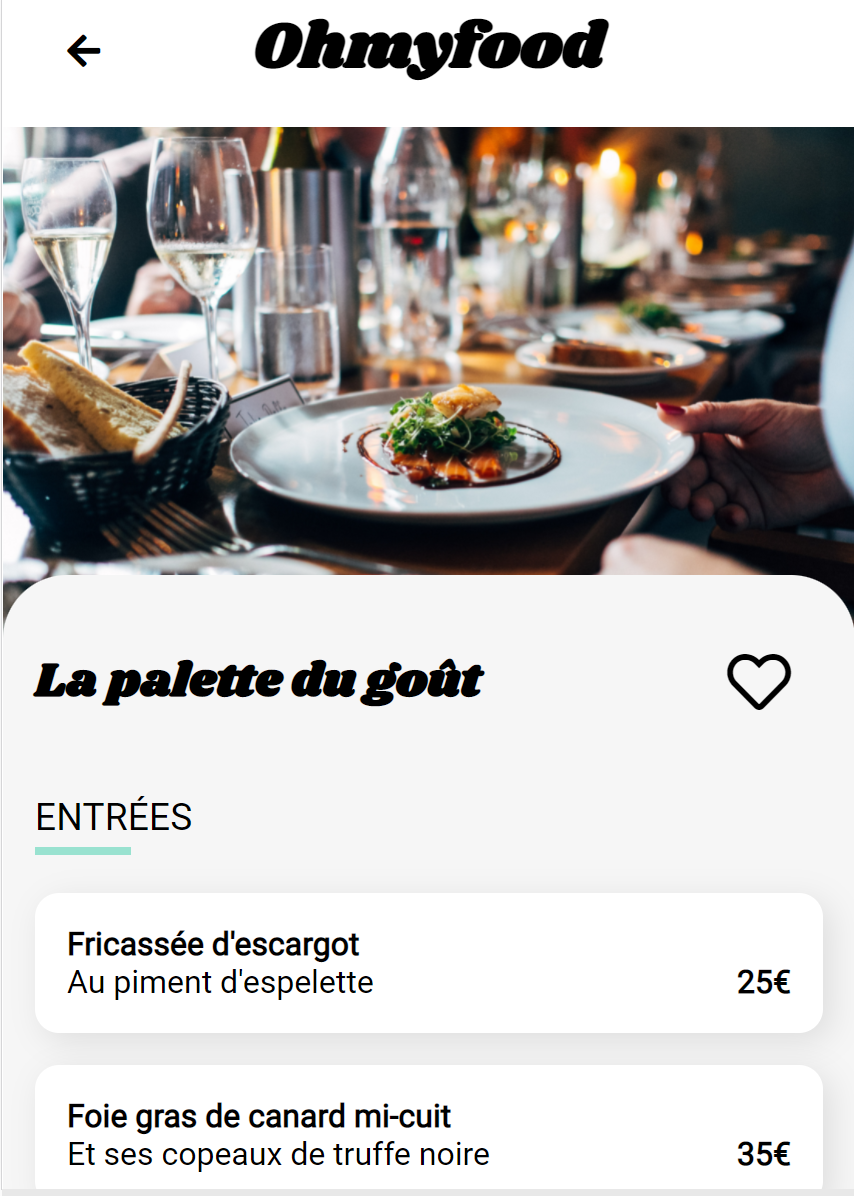 Ohmyfood
La palette du goût
ENTRÉES
Fricassée d'escargot
Au piment d'espelette
25€
Foie gras de canard mi-cuit
Et ses copeaux de truffe noire
35€